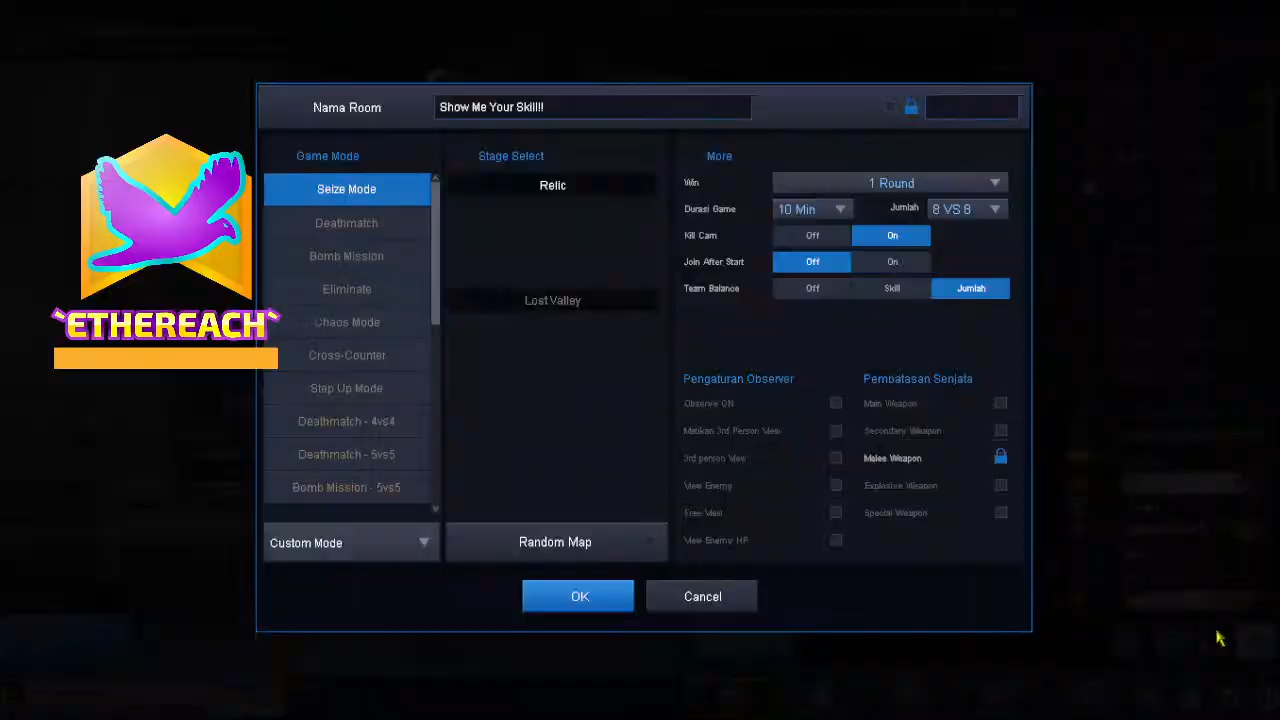 Nama Room
Show Me Your Skill!!
Game Mode
Stage Select
More
Seize Mode
Deathmatch
Bomb Mission
Eliminate
Chaos Mode
Cross-Counter
Step Up Mode
Deathmatch - 4vs4
Deathmatch - 5vs5
Bomb Mission - 5vs5
Custom Mode
Relic
Lost Valley
Random Map
Win
1 Round
Durasi Game
10 Min
Jumlah
8 VS 8
Kill Cam
Off
On
Join After Start
Off
On
Team Balance
Off
Skill
Jumlah
Pengaturan Observer
Observe ON
Matikan 3rd Person View
3rd person View
View Enemy
Free View
View Enemy HP
Pembatasan Senjata
Main Weapon
Secondary Weapon
Melee Weapon
Explosive Weapon
Special Weapon
OK
Cancel
`ETHEREACH`